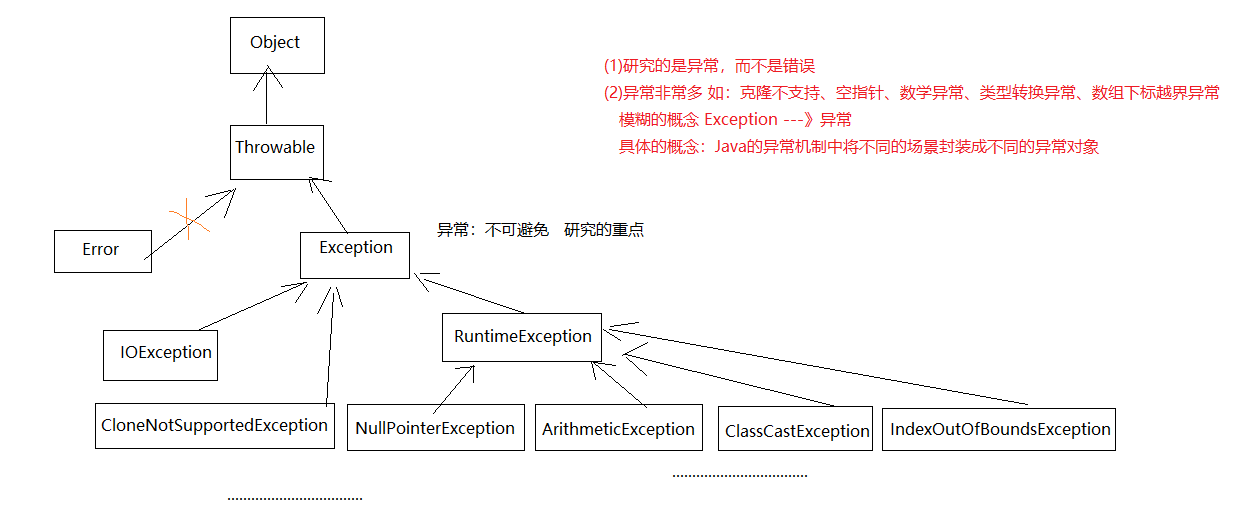 Object
(1)研究的是异常，而不是错误
(2)异常非常多 如：克隆不支持、空指针、数学异常、类型转换异常、数组下标越界异常
模糊的概念 Exception ---》异常
具体的概念：Java的异常机制中将不同的场景封装成不同的异常对象
Throwable
异常：不可避免 研究的重点
Error
Exception
RuntimeException
IOException
CloneNotSupportedException
NullPointerException
ArithmeticException
ClassCastException
IndexOutOfBoundsException
..................................
..................................